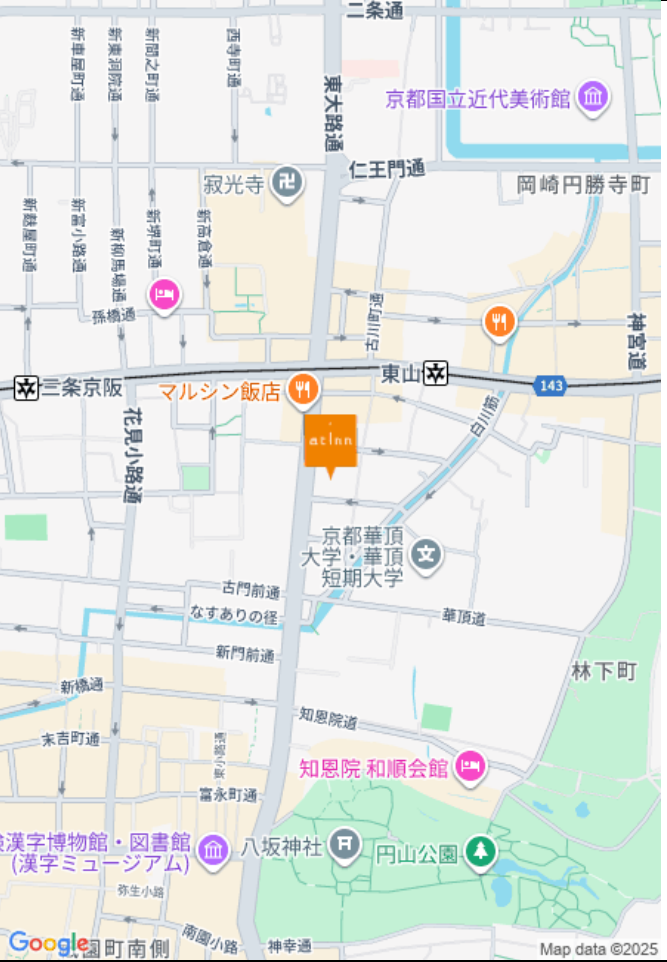 二条通
新車屋町通
新東洞院通
新間之町通
西寺町通
東大路通
京都国立近代美術館
仁王門通
寂光寺
岡崎円勝寺町
新麩屋町通
新富小路通
新柳馬場通
新堺町通
新高倉通
孫橋通
古川町通
神宮道
三条京阪
マルシン飯店
東山
143
花見小路通
at Inn
白川筋
京都華頂
大学・華頂
短期大学
古門前通
なすありの径
華頂道
新門前通
林下町
新橋通
知恩院道
末吉町通
東小路通
知恩院 和順会館
富永町通
漢字博物館・図書館
(漢字ミュージアム)
八坂神社
円山公園
弥生小路
Google
園町南側
南園小路
神幸通
Map data ©2025